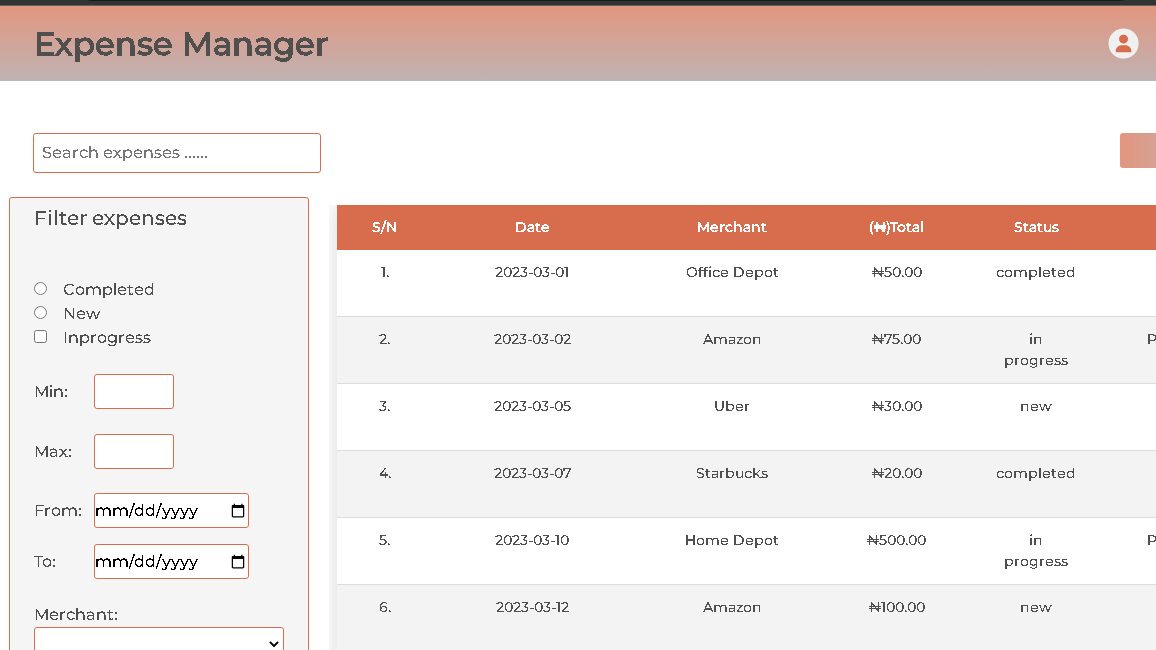 Expense Manager
Search expenses ......
Filter expenses
Completed
New
Inprogress
Min:
Max:
From: mm/dd/yyyy
To: mm/dd/yyyy
Merchant:
S/N Date Merchant (₦)Total Status
1. 2023-03-01 Office Depot ₦50.00 completed
2. 2023-03-02 Amazon ₦75.00 in P
progress
3. 2023-03-05 Uber ₦30.00 new
4. 2023-03-07 Starbucks ₦20.00 completed
5. 2023-03-10 Home Depot ₦500.00 in P
progress
6. 2023-03-12 Amazon ₦100.00 new